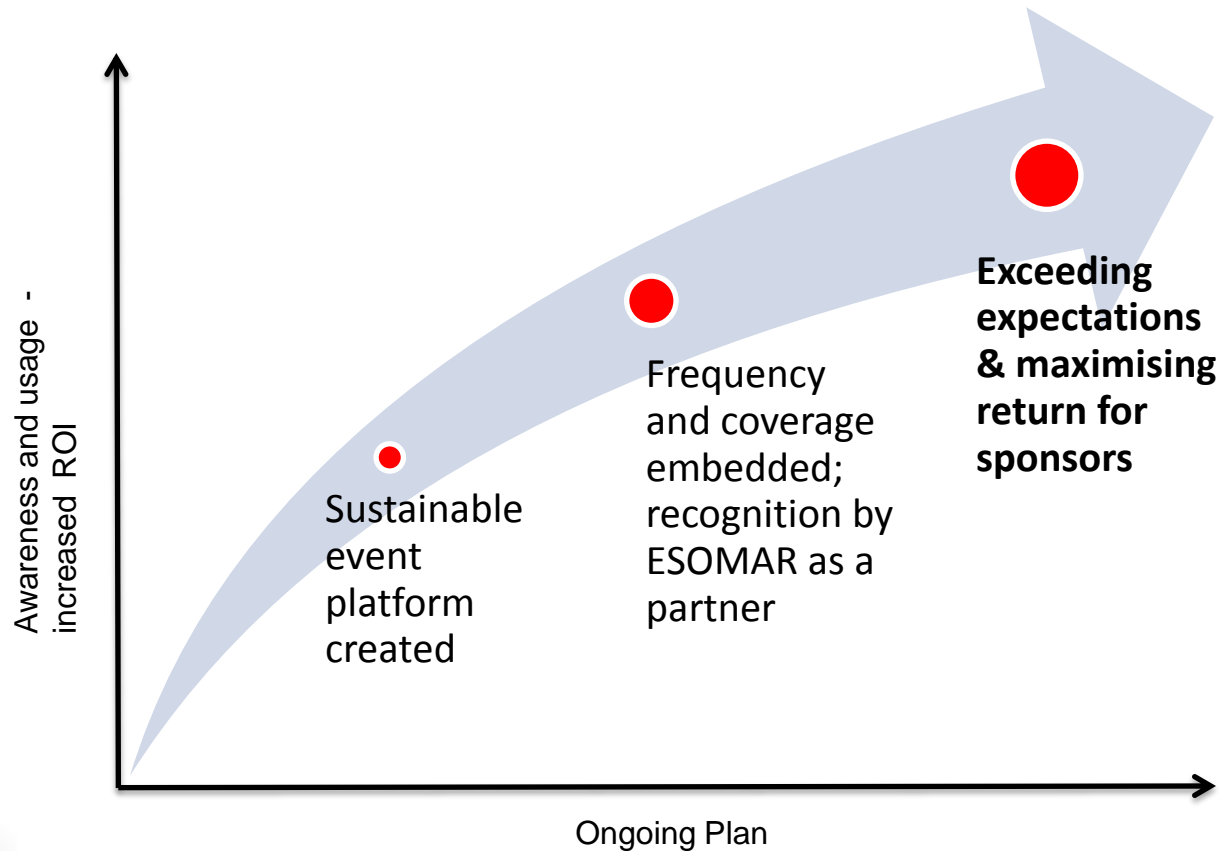 Awareness and usage -
increased ROI
Sustainable
event
platform
created
Frequency
and coverage
embedded;
recognition by
ESOMAR as a
partner
Exceeding
expectations
& maximising
return for
sponsors
Ongoing Plan